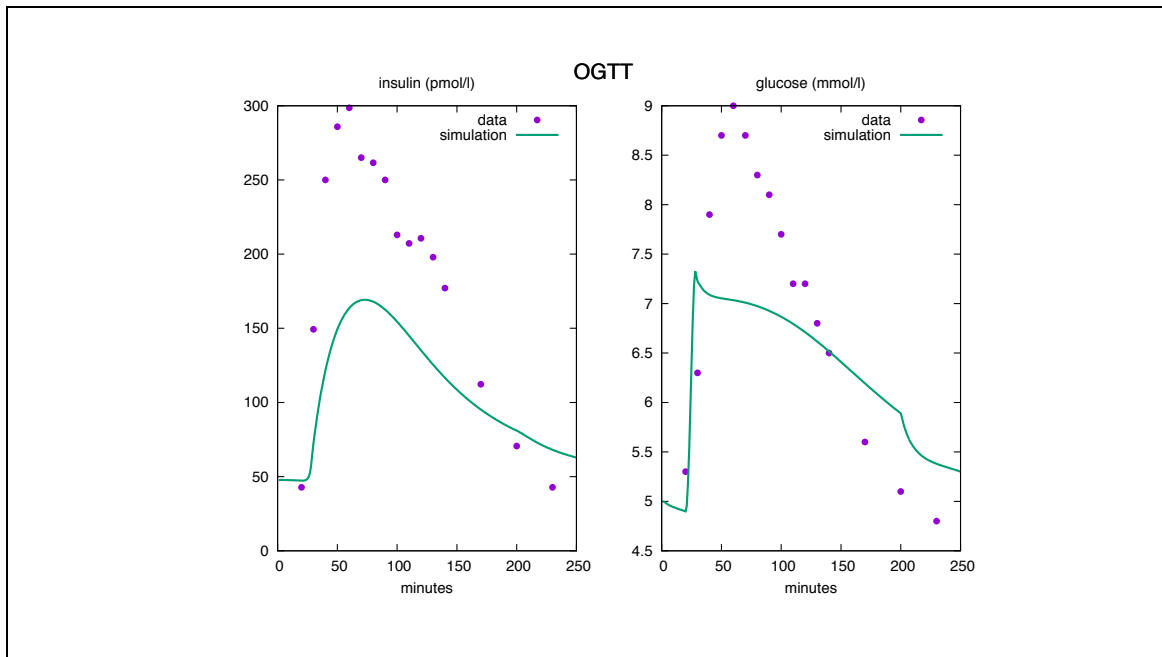 OGTT
insulin (pmol/l)
data
simulation
300
250
200
150
100
50
0
0 50 100 150 200 250
minutes
glucose (mmol/l)
data
simulation
9
8.5
8
7.5
7
6.5
6
5.5
5
4.5
0 50 100 150 200 250
minutes